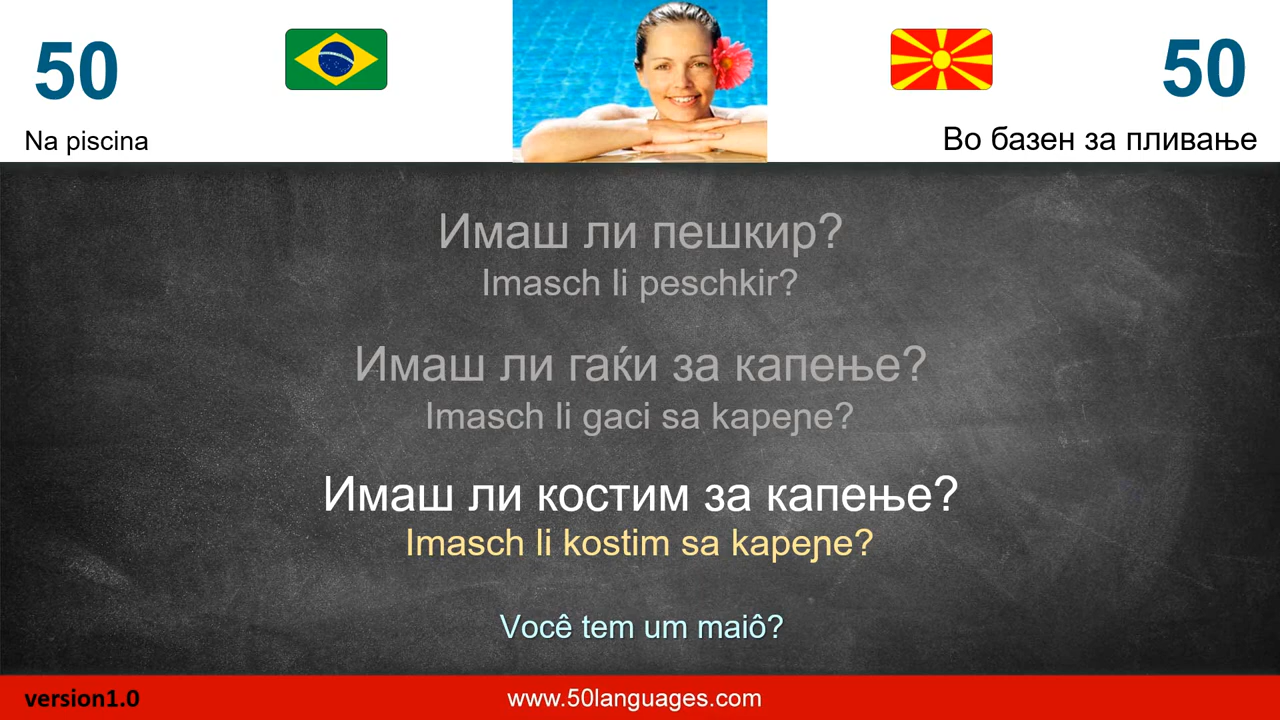 50
50
Na piscina
Во базен за пливање
Имаш ли пешкир?
Imasch li peschkir?
Имаш ли гаќи за капење?
Imasch li gaci sa kapeɲe?
Имаш ли костим за капење?
Imasch li kostim sa kapeɲe?
Você tem um maiô?
version1.0
www.50languages.com